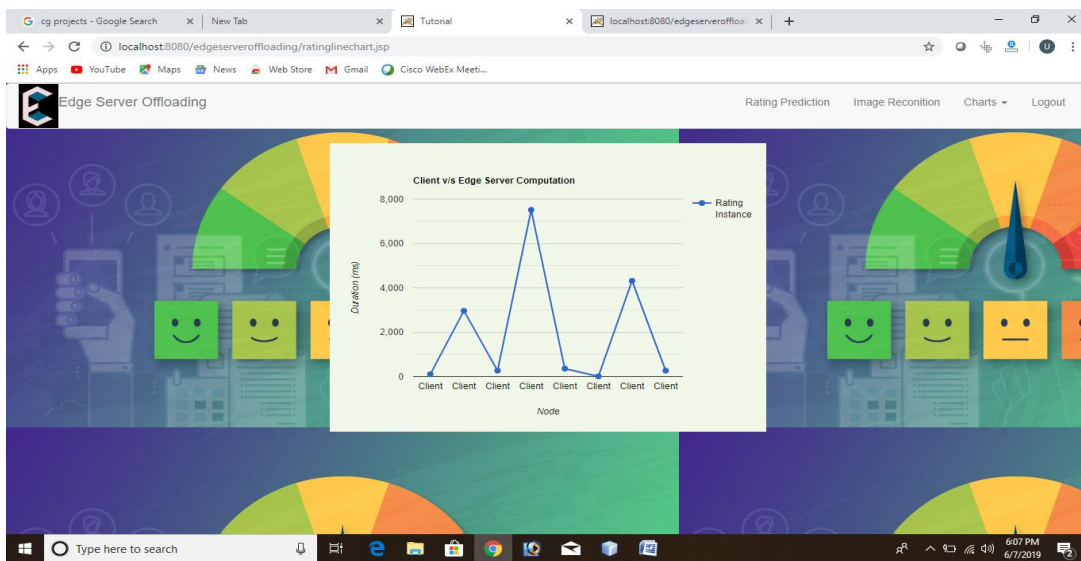 cg projects - Google Search
New Tab
Tutorial
localhost:8080/edgeserveroffloa
localhost:8080/edgeserveroffloading/ratinglinechart.jsp
U
Apps YouTube Maps News Web Store Gmail Cisco WebEx Meeti...
Edge Server Offloading
Rating Prediction Image Reconition Charts Logout
Client v/s Edge Server Computation
8,000
6,000
4,000
2,000
0
Duration (ms)
Rating
Instance
Client Client Client Client Client Client Client Client
Node
Type here to search
6:07 PM
6/7/2019
2